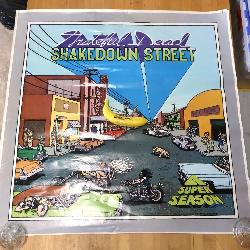 Grateful Dead
SHAKEDOWN STREET
A
SUPER
SEASON